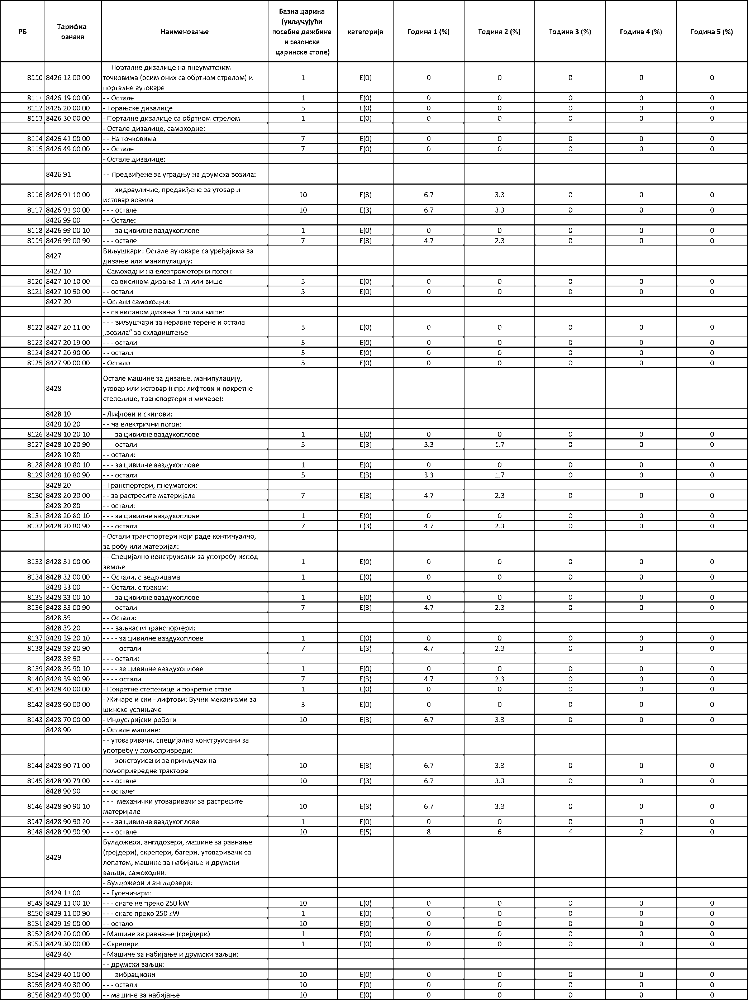 РБ Тарифна ознака Наименовање Базна царина (укључујући посебне дажбине и сезонске царинске стопе) категорија Година 1 (%) Година 2 (%) Година 3 (%) Година 4 (%) Година 5 (%)
8110 8426 12 00 00 - - Порталне дизалице на пнеуматским точковима (осим оних са обртном стрелом) и порталне аутокаре 1 E(0) 0 0 0 0 0
8111 8426 19 00 00 - - Остале 1 E(0) 0 0 0 0 0
8112 8426 20 00 00 - Торањске дизалице 5 E(0) 0 0 0 0 0
8113 8426 30 00 00 - Порталне дизалице са обртном стрелом 1 E(0) 0 0 0 0 0
- Остале дизалице, самоходне:
8114 8426 41 00 00 - - На точковима 7 E(0) 0 0 0 0 0
8115 8426 49 00 00 - - Остале 7 E(0) 0 0 0 0 0
- Остале дизалице:
8426 91 - - Предвиђене за уградњу на друмска возила:
8116 8426 91 10 00 - - - хидрауличне, предвиђене за утовар и истовар возила 10 E(3) 6.7 3.3 0 0 0
8117 8426 91 90 00 - - - остале 10 E(3) 6.7 3.3 0 0 0
8426 99 00 - - Остале:
8118 8426 99 00 10 - - - за цивилне ваздухоплове 1 E(0) 0 0 0 0 0
8119 8426 99 00 90 - - - остале 7 E(3) 4.7 2.3 0 0 0
8427 Виљушкари; Остале аутокаре са уређајима за дизање или манипулацију:
8427 10 - Самоходни на електромоторни погон:
8120 8427 10 10 00 - - са висином дизања 1 m или више 5 E(0) 0 0 0 0 0
8121 8427 10 90 00 - - остали 5 E(0) 0 0 0 0 0
8427 20 - Остали самоходни:
- - са висином дизања 1 m или више:
8122 8427 20 11 00 - - - виљушкари за неравне терене и остала „возила” за складиштење 5 E(0) 0 0 0 0 0
8123 8427 20 19 00 - - - остали 5 E(0) 0 0 0 0 0
8124 8427 20 90 00 - - остали 5 E(0) 0 0 0 0 0
8125 8427 90 00 00 - Остало 5 E(0) 0 0 0 0 0
8428 Остале машине за дизање, манипулацију, утовар или истовар (нпр: лифтови и покретне степенице, транспортери и жичаре):
8428 10 - Лифтови и скипови:
8428 10 20 - - на електрични погон:
8126 8428 10 20 10 - - - за цивилне ваздухоплове 1 E(0) 0 0 0 0 0
8127 8428 10 20 90 - - - остали 5 E(3) 3.3 1.7 0 0 0
8428 10 80 - - остали:
8128 8428 10 80 10 - - - за цивилне ваздухоплове 1 E(0) 0 0 0 0 0
8129 8428 10 80 90 - - - остали 5 E(3) 3.3 1.7 0 0 0
8428 20 - Транспортери, пнеуматски:
8130 8428 20 20 00 - - за растресите материјале 7 E(3) 4.7 2.3 0 0 0
8428 20 80 - - остали:
8131 8428 20 80 10 - - - за цивилне ваздухоплове 1 E(0) 0 0 0 0 0
8132 8428 20 80 90 - - - остали 7 E(3) 4.7 2.3 0 0 0
- Остали транспортери који раде континуално, за робу или материјал:
8133 8428 31 00 00 - - Специјално конструисани за употребу испод земље 1 E(0) 0 0 0 0 0
8134 8428 32 00 00 - - Остали, с ведрицама 1 E(0) 0 0 0 0 0
8428 33 00 - - Остали, с траком:
8135 8428 33 00 10 - - - за цивилне ваздухоплове 1 E(0) 0 0 0 0 0
8136 8428 33 00 90 - - - остали 7 E(3) 4.7 2.3 0 0 0
8428 39 - - Остали:
8428 39 20 - - - ваљкасти транспортери:
8137 8428 39 20 10 - - - - за цивилне ваздухоплове 1 E(0) 0 0 0 0 0
8138 8428 39 20 90 - - - - остали 7 E(3) 4.7 2.3 0 0 0
8428 39 90 - - - остали:
8139 8428 39 90 10 - - - - за цивилне ваздухоплове 1 E(0) 0 0 0 0 0
8140 8428 39 90 90 - - - - остали 7 E(3) 4.7 2.3 0 0 0
8141 8428 40 00 00 - Покретне степенице и покретне стазе 1 E(0) 0 0 0 0 0
8142 8428 60 00 00 - Жичаре и ски - лифтови; Вучни механизми за шинске успињаче 3 E(0) 0 0 0 0 0
8143 8428 70 00 00 - Индустријски роботи 10 E(3) 6.7 3.3 0 0 0
8428 90 - Остале машине:
- - утоваривачи, специјално конструисани за употребу у пољопривреди:
8144 8428 90 71 00 - - - конструисани за прикључак на пољопривредне тракторе 10 E(3) 6.7 3.3 0 0 0
8145 8428 90 79 00 - - - остале 10 E(3) 6.7 3.3 0 0 0
8428 90 90 - - остале:
8146 8428 90 90 10 - - - механички утоваривачи за растресите материјале 10 E(3) 6.7 3.3 0 0 0
8147 8428 90 90 20 - - - за цивилне ваздухоплове 1 E(0) 0 0 0 0 0
8148 8428 90 90 90 - - - остале 10 E(5) 8 6 4 2 0
8429 Булдожери, англдозери, машине за равнање (грејдери), скрепери, багери, утоваривачи са лопатом, машине за набијање и друмски ваљци, самоходни:
- Булдожери и англдозери:
8429 11 00 - - Гусеничари:
8149 8429 11 00 10 - - - снаге не преко 250 kW 10 E(0) 0 0 0 0 0
8150 8429 11 00 90 - - - снаге преко 250 kW 1 E(0) 0 0 0 0 0
8151 8429 19 00 00 - - остало 10 E(0) 0 0 0 0 0
8152 8429 20 00 00 - Машине за равнање (грејдери) 1 E(0) 0 0 0 0 0
8153 8429 30 00 00 - Скрепери 1 E(0) 0 0 0 0 0
8429 40 - Машине за набијање и друмски ваљци:
- - друмски ваљци:
8154 8429 40 10 00 - - - вибрациони 10 E(0) 0 0 0 0 0
8155 8429 40 30 00 - - - остали 10 E(0) 0 0 0 0 0
8156 8429 40 90 00 - - машине за набијање 10 E(0) 0 0 0 0 0